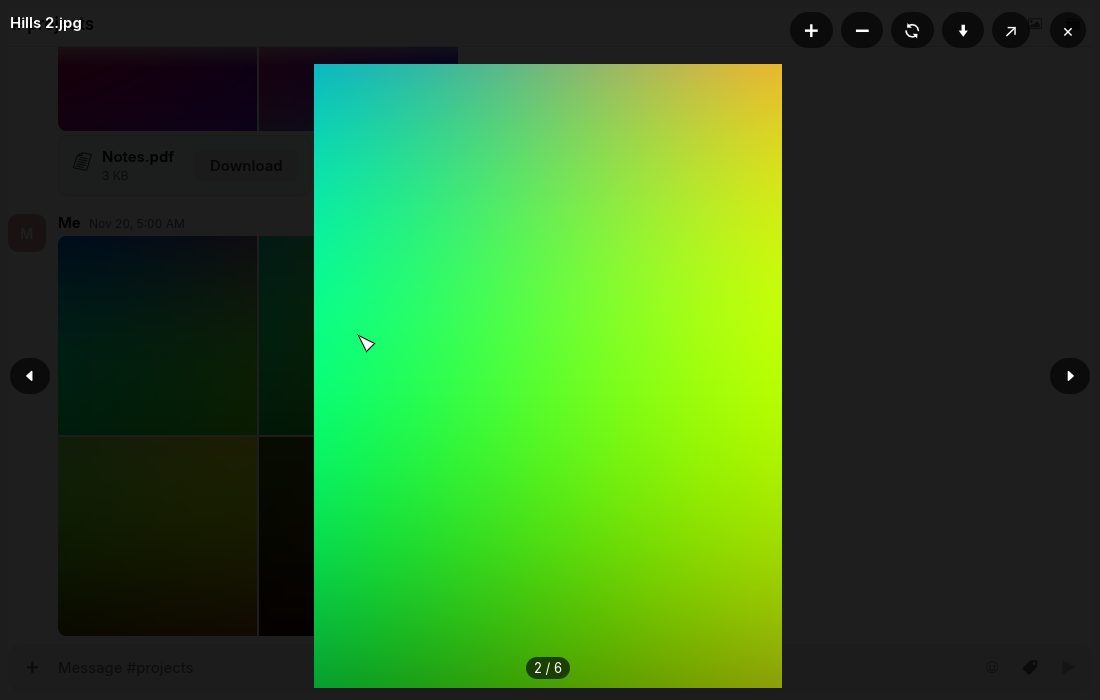 Hills 2.jpg
Notes.pdf
3 KB
Download
M
Me Nov 20, 5:00 AM
2 / 6
Message #projects